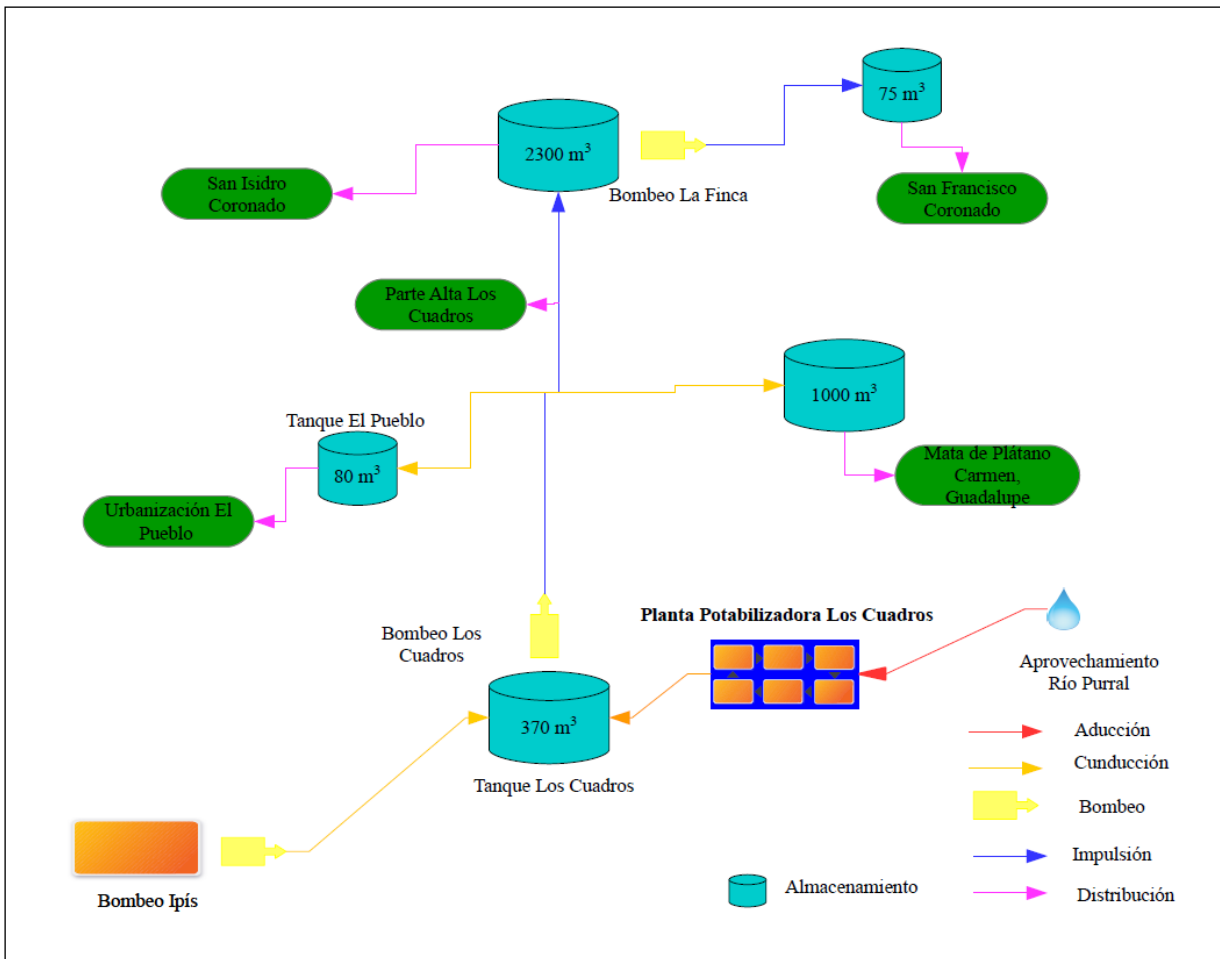 75 m³
2300 m³
San Isidro
Coronado
Bombeo La Finca
San Francisco
Coronado
Parte Alta Los
Cuadros
1000 m³
Tanque El Pueblo
80 m³
Mata de Plátano
Carmen,
Guadalupe
Urbanización El
Pueblo
Planta Potabilizadora Los Cuadros
Bombeo Los
Cuadros
Aprovechamiento
Río Purral
370 m³
Tanque Los Cuadros
Aducción
Cunducción
Bombeo
Impulsión
Almacenamiento
Distribución
Bombeo Ipís